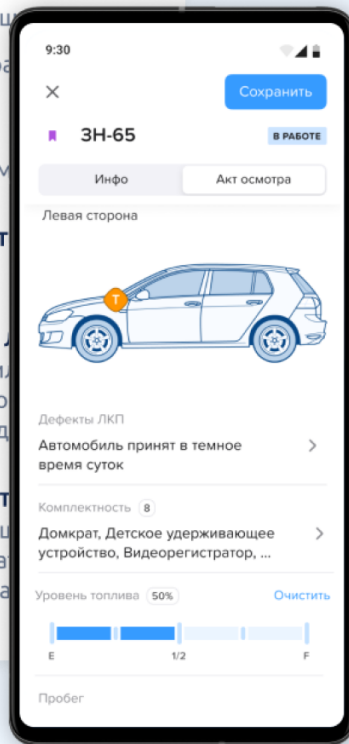 9:30
Сохранить
ЗН-65
В РАБОТЕ
Инфо
Акт осмотра
Левая сторона
Т
Дефекты ЛКП
Автомобиль принят в темное
время суток
Комплектность 8
Домкрат, Детское удерживающее
устройство, Видеорегистратор, ...
Уровень топлива 50%
Очистить
E 1/2 F
Пробег